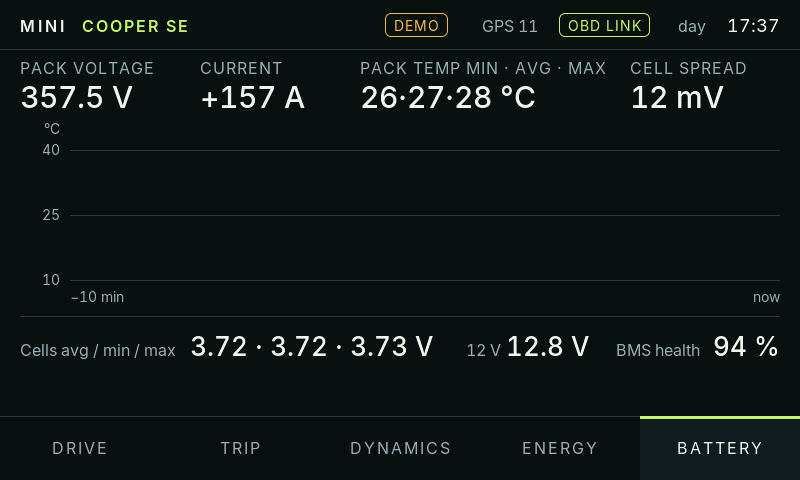 MINI COOPER SE DEMO GPS 11 OBD LINK day 17:37
PACK VOLTAGE CURRENT PACK TEMP MIN · AVG · MAX CELL SPREAD
357.5 V +157 A 26·27·28 °C 12 mV
°C
40
25
10
−10 min now
Cells avg / min / max 3.72 · 3.72 · 3.73 V 12 V 12.8 V BMS health 94 %
DRIVE TRIP DYNAMICS ENERGY BATTERY